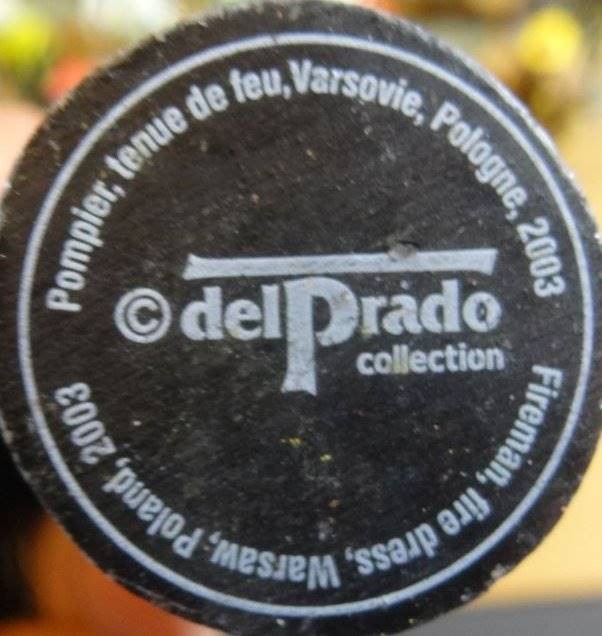 Pompier, tenue de feu, Varsovie, Pologne, 2003
© delPrado
collection
Fireman, fire dress, Warsaw, Poland, 2003